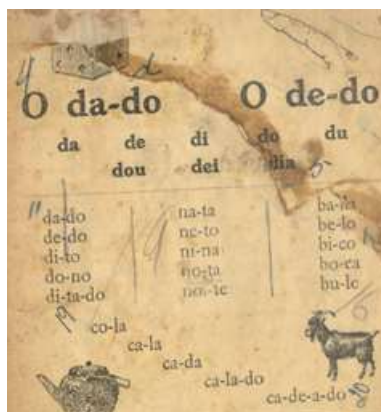 O da-do O de-do
da de di do du
dou dei dia
da-do na-ta
de-do ne-to be-lo
di-to ni-na bi-co
do-no no-ta bo-ca
di-ta-do noi-te bu-le
co-la
ca-la
ca-da
ca-la-do
ca-de-a-do